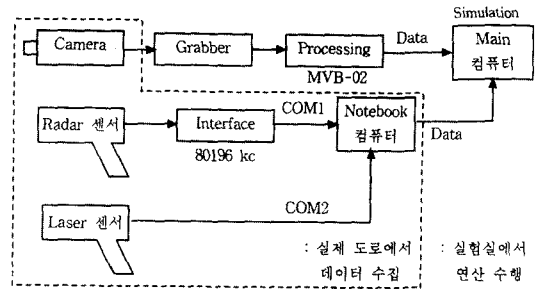 Simulation
Camera
Grabber
Processing
Data
Main
컴퓨터
MVB-02
Radar 센서
Interface
COM1
Notebook
컴퓨터
Data
80196 kc
Laser 센서
COM2
: 실제 도로에서
데이터 수집
: 실험실에서
연산 수행